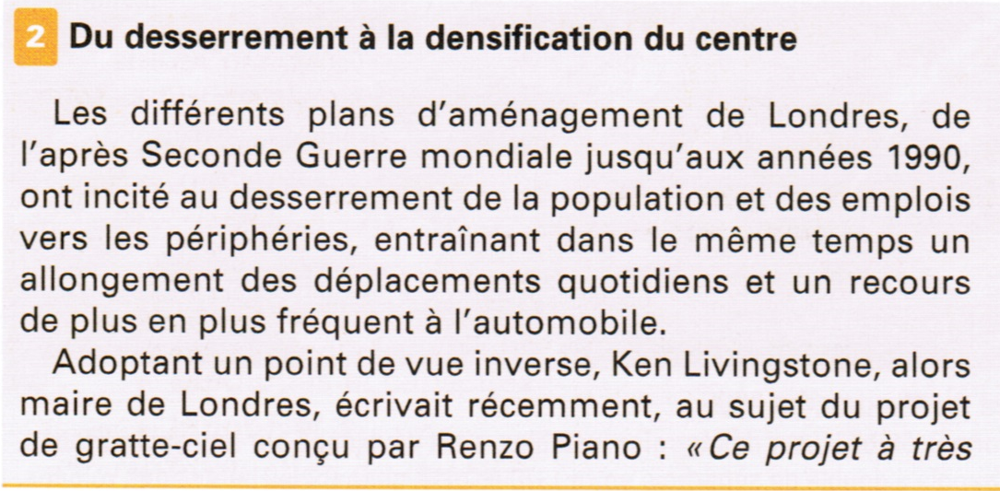 2 Du desserrement à la densification du centre
Les différents plans d'aménagement de Londres, de
l'après Seconde Guerre mondiale jusqu'aux années 1990,
ont incité au desserrement de la population et des emplois
vers les périphéries, entraînant dans le même temps un
allongement des déplacements quotidiens et un recours
de plus en plus fréquent à l'automobile.
Adoptant un point de vue inverse, Ken Livingstone, alors
maire de Londres, écrivait récemment, au sujet du projet
de gratte-ciel conçu par Renzo Piano : « Ce projet à très